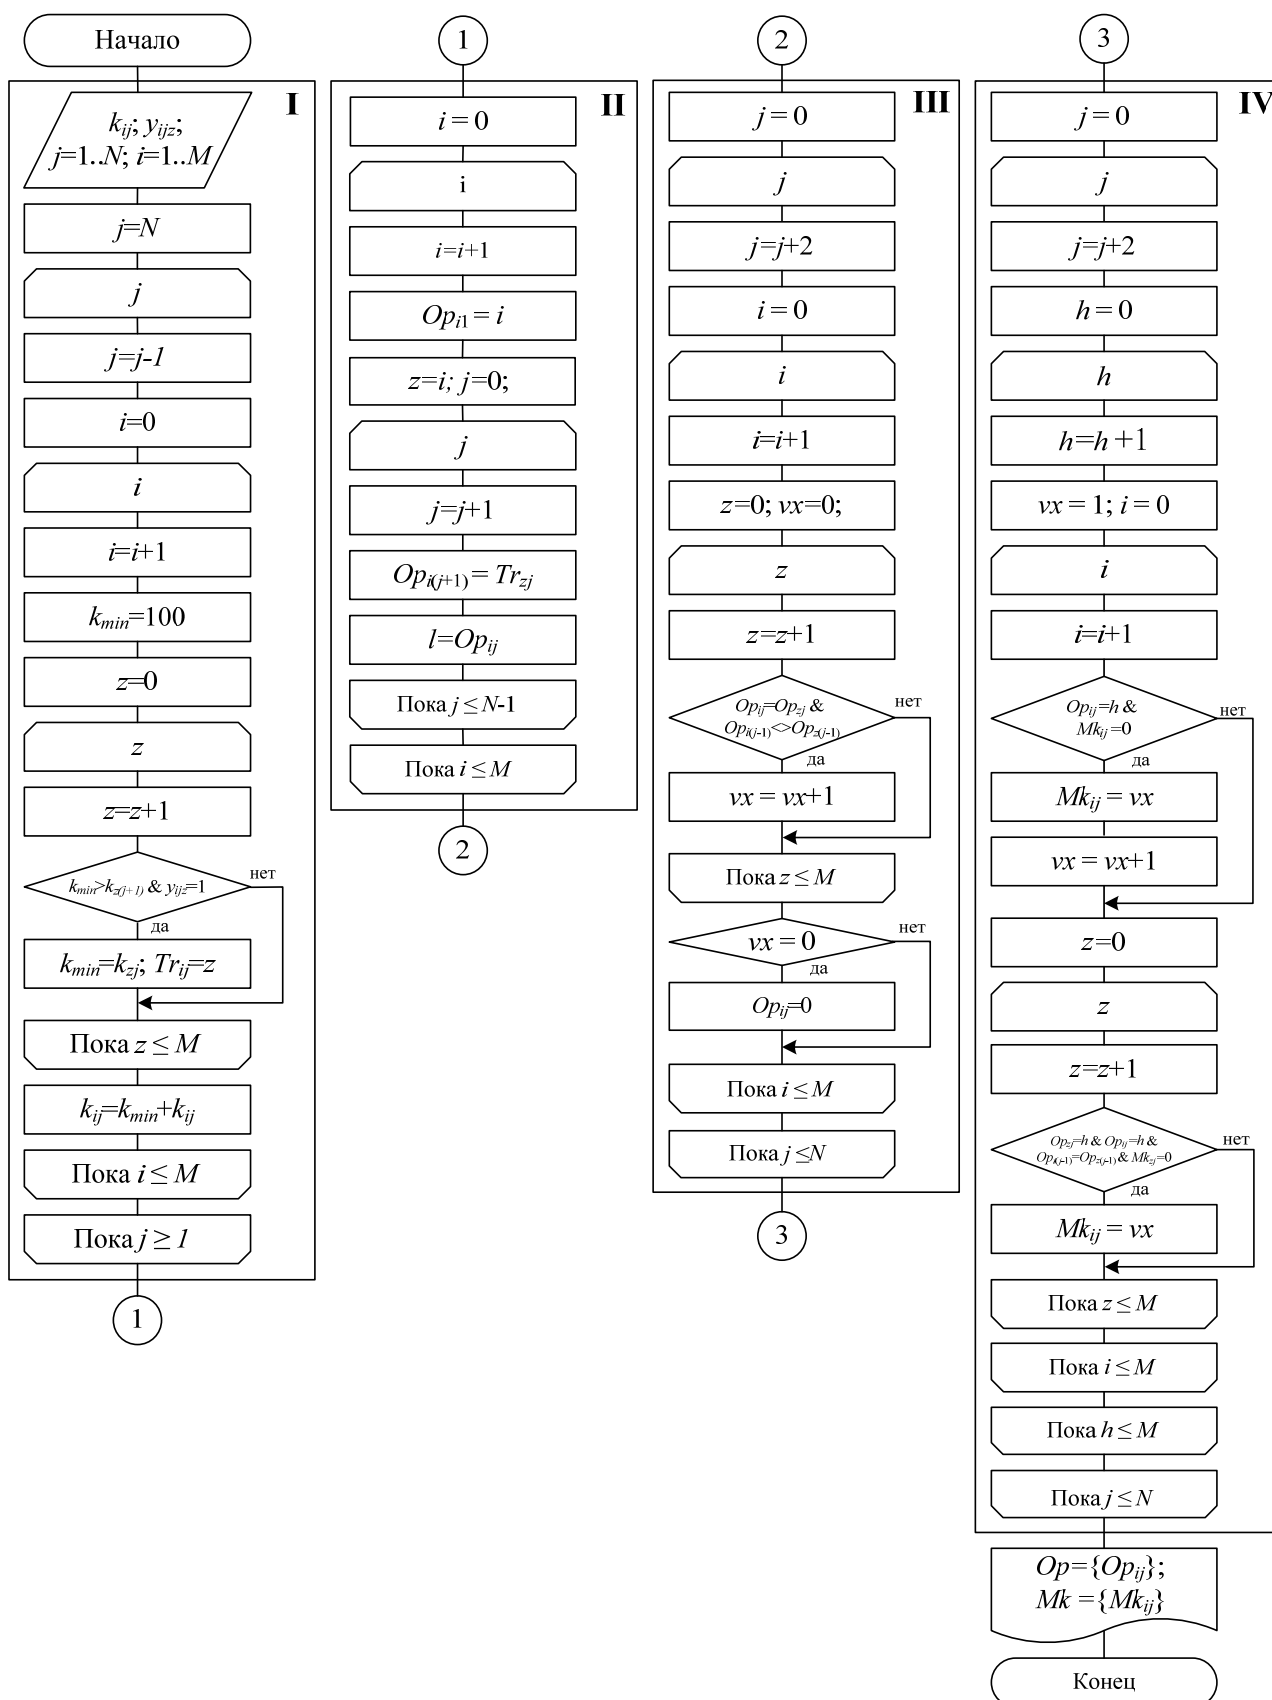 Начало
I
k_ij; y_ijz;
j=1..N; i=1..M
j=N
j
j=j-1
i=0
i
i=i+1
k_min=100
z=0
z
z=z+1
k_min>k_z(j+1) & y_ijz=1
нет
да
k_min=k_zj; Tr_ij=z
Пока z ≤ M
k_ij=k_min+k_ij
Пока i ≤ M
Пока j ≥ 1
1
1
II
i = 0
i
i=i+1
Op_i1 = i
z=i; j=0;
j
j=j+1
Op_i(j+1) = Tr_zj
l=Op_ij
Пока j ≤ N-1
Пока i ≤ M
2
2
III
j = 0
j
j=j+2
i = 0
i
i=i+1
z=0; vx=0;
z
z=z+1
Op_ij=Op_zj &
Op_i(j-1)<>Op_z(j-1)
нет
да
vx = vx+1
Пока z ≤ M
vx = 0
нет
да
Op_ij=0
Пока i ≤ M
Пока j ≤N
3
3
IV
j=0
j
j=j+2
h = 0
h
h=h +1
vx = 1; i = 0
i
i=i+1
Op_ij=h &
Mk_ij=0
нет
да
Mk_ij = vx
vx = vx+1
z=0
z
z=z+1
Op_zj=h & Op_ij=h &
Op_i(j-1)=Op_z(j-1) & Mk_zj=0
нет
да
Mk_ij = vx
Пока z ≤ M
Пока i ≤ M
Пока h ≤ M
Пока j ≤ N
Op={Op_ij};
Mk ={Mk_ij}
Конец